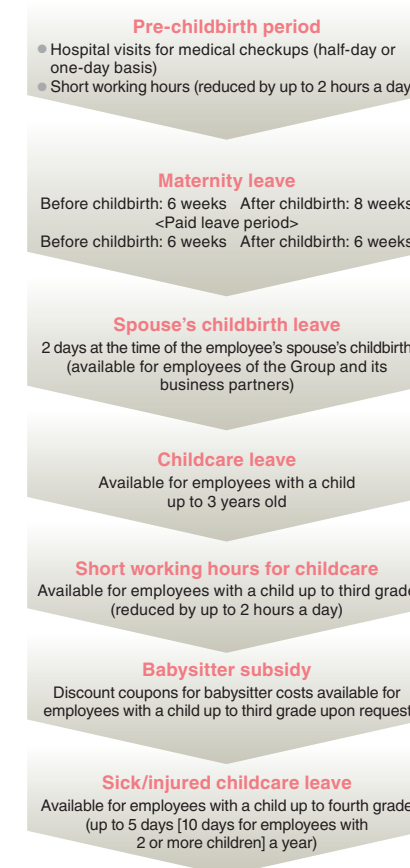 Pre-childbirth period
● Hospital visits for medical checkups (half-day or
one-day basis)
● Short working hours (reduced by up to 2 hours a day
Maternity leave
Before childbirth: 6 weeks After childbirth: 8 weeks
<Paid leave period>
Before childbirth: 6 weeks After childbirth: 6 weeks
Spouse's childbirth leave
2 days at the time of the employee's spouse's childbirth
(available for employees of the Group and its
business partners)
Childcare leave
Available for employees with a child
up to 3 years old
Short working hours for childcare
Available for employees with a child up to third grade
(reduced by up to 2 hours a day)
Babysitter subsidy
Discount coupons for babysitter costs available for
employees with a child up to third grade upon request
Sick/injured childcare leave
Available for employees with a child up to fourth grade
(up to 5 days [10 days for employees with
2 or more children] a year)